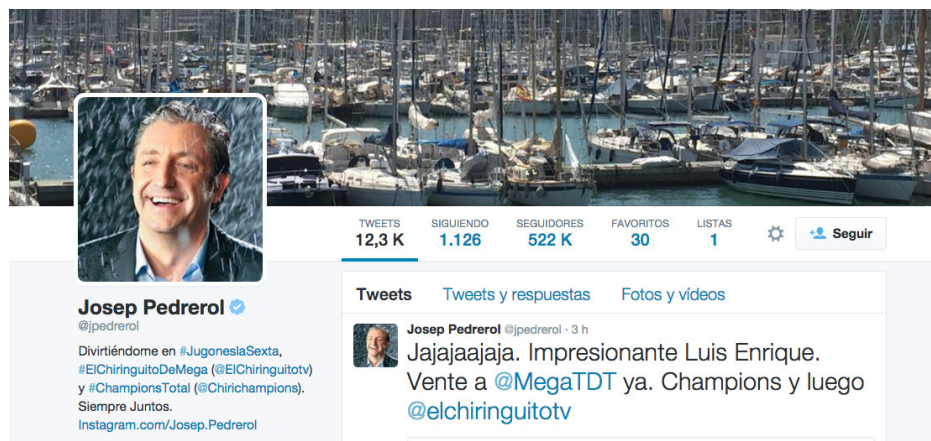 TWEETS SIGUIENDO SEGUIDORES FAVORITOS LISTAS
12,3 K 1.126 522 K 30 1 Seguir
Josep Pedrerol
@jpedrerol
Divirtiéndome en #JugoneslaSexta,
#ElChiringuitoDeMega (@ElChiringuitotv)
y #ChampionsTotal (@Chirichampions).
Siempre Juntos.
Instagram.com/Josep.Pedrerol
Tweets Tweets y respuestas Fotos y vídeos
Josep Pedrerol @jpedrerol · 3 h
Jajajaajaja. Impresionante Luis Enrique.
Vente a @MegaTDT ya. Champions y luego
@elchiringuitotv